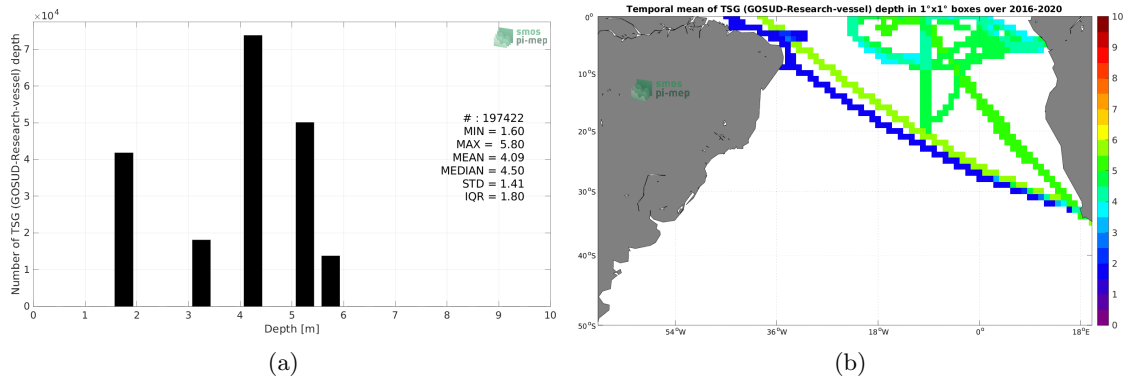 ×10⁴
Number of TSG (GOSUD-Research-vessel) depth
7
6
5
4
3
2
1
0
0 1 2 3 4 5 6 7 8 9 10
Depth [m]
smos
pi-mep
# : 197422
MIN = 1.60
MAX = 5.80
MEAN = 4.09
MEDIAN = 4.50
STD = 1.41
IQR = 1.80
(a)
Temporal mean of TSG (GOSUD-Research-vessel) depth in 1°x1° boxes over 2016-2020
0°
10°S
20°S
30°S
40°S
50°S
54°W 36°W 18°W 0° 18°E
smos
pi-mep
10
9
8
7
6
5
4
3
2
1
0
(b)